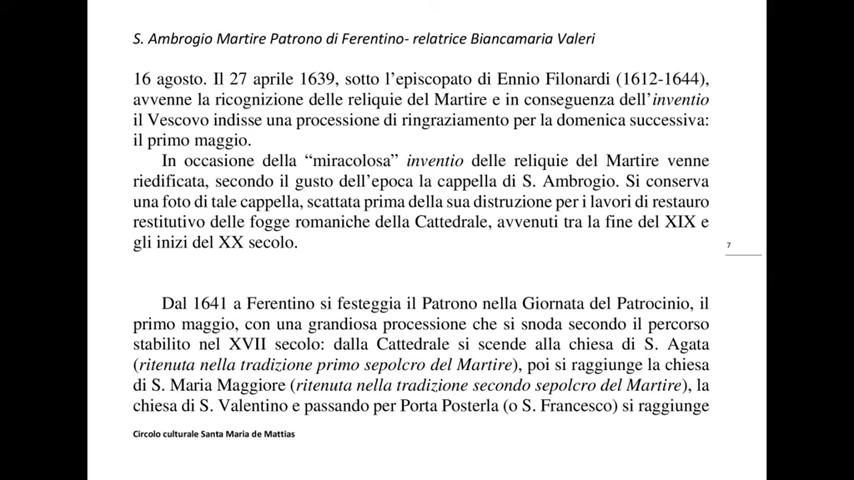 S. Ambrogio Martire Patrono di Ferentino- relatrice Biancamaria Valeri
16 agosto. Il 27 aprile 1639, sotto l’episcopato di Ennio Filonardi (1612-1644),
avvenne la ricognizione delle reliquie del Martire e in conseguenza dell’inventio
il Vescovo indisse una processione di ringraziamento per la domenica successiva:
il primo maggio.
In occasione della “miracolosa” inventio delle reliquie del Martire venne
riedificata, secondo il gusto dell’epoca la cappella di S. Ambrogio. Si conserva
una foto di tale cappella, scattata prima della sua distruzione per i lavori di restauro
restitutivo delle fogge romaniche della Cattedrale, avvenuti tra la fine del XIX e
gli inizi del XX secolo.
7
Dal 1641 a Ferentino si festeggia il Patrono nella Giornata del Patrocinio, il
primo maggio, con una grandiosa processione che si snoda secondo il percorso
stabilito nel XVII secolo: dalla Cattedrale si scende alla chiesa di S. Agata
(ritenuta nella tradizione primo sepolcro del Martire), poi si raggiunge la chiesa
di S. Maria Maggiore (ritenuta nella tradizione secondo sepolcro del Martire), la
chiesa di S. Valentino e passando per Porta Posterla (o S. Francesco) si raggiunge
Circolo culturale Santa Maria de Mattias